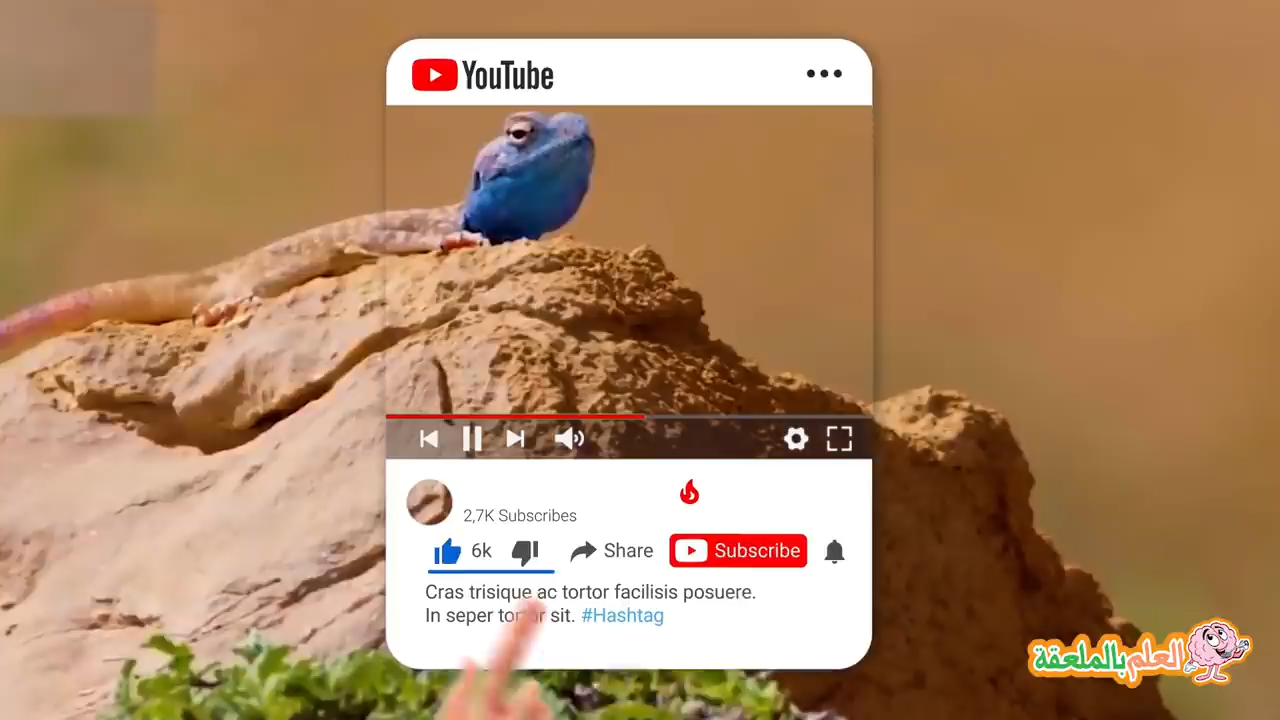 YouTube
2,7K Subscribes
6k Share Subscribe
Cras trisique ac tortor facilisis posuere.
In seper tortor sit. #Hashtag
العلم بالملعقة